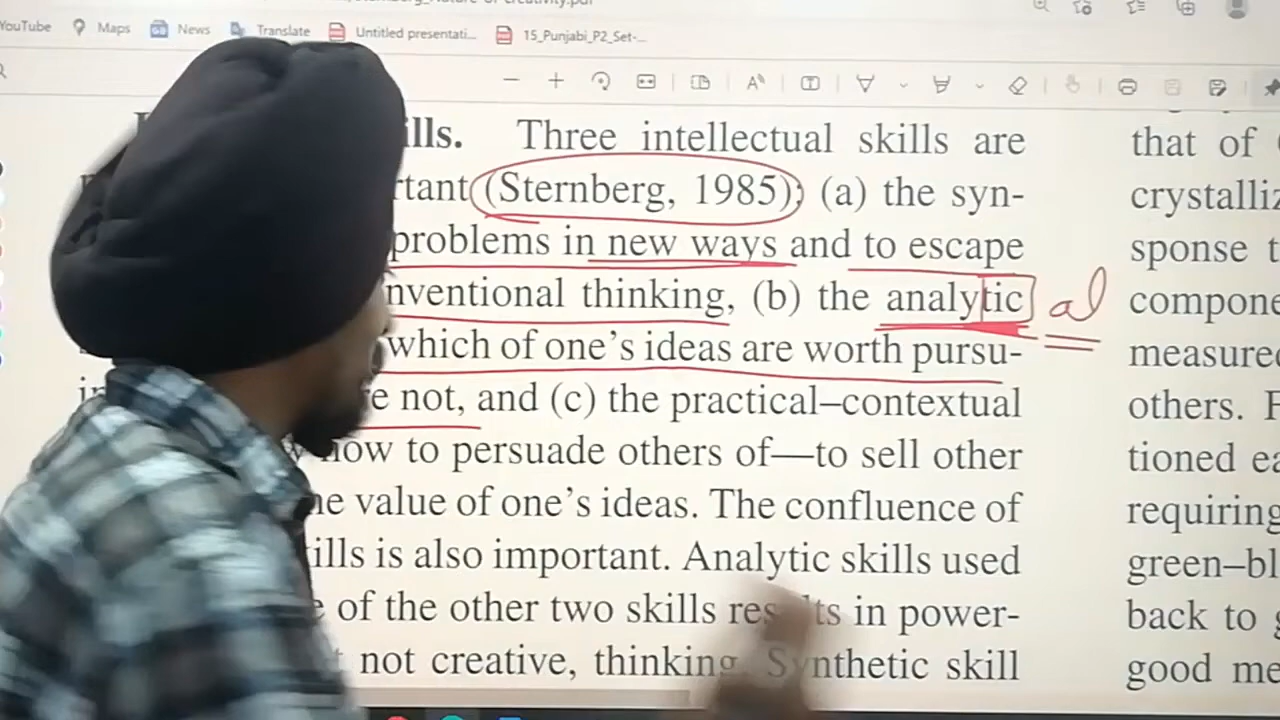 YouTube Maps News Translate Untitled presentati... 15_Punjabi_P2_Set-...
ills. Three intellectual skills are
rtant (Sternberg, 1985): (a) the syn-
problems in new ways and to escape
nventional thinking, (b) the analytic al
which of one's ideas are worth pursu-
e not, and (c) the practical–contextual
how to persuade others of—to sell other
he value of one's ideas. The confluence of
ills is also important. Analytic skills used
of the other two skills results in power-
not creative, thinking. Synthetic skill
that of
crystalliz
sponse t
compone
measured
others. F
tioned ea
requiring
green–bl
back to g
good me